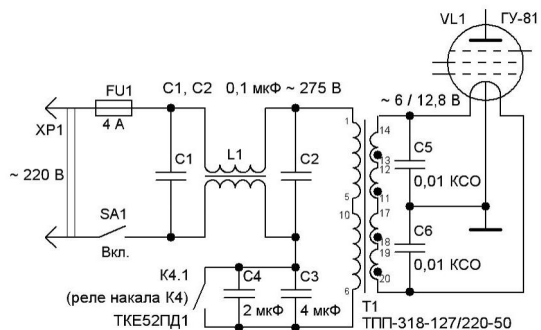 VL1 ГУ-81
FU1
C1, C2 0,1 мкФ ~ 275 В
4 А
XP1
~ 6 / 12,8 В
1
14
C5
L1
C1
C2
13
12
0,01 КСО
~ 220 В
5
11
SA1
10
17
C6
Вкл.
18
19
0,01 КСО
K4.1
C4
C3
(реле накала К4)
6
20
2 мкФ
4 мкФ
T1
ТКЕ52ПД1
ТПП-318-127/220-50